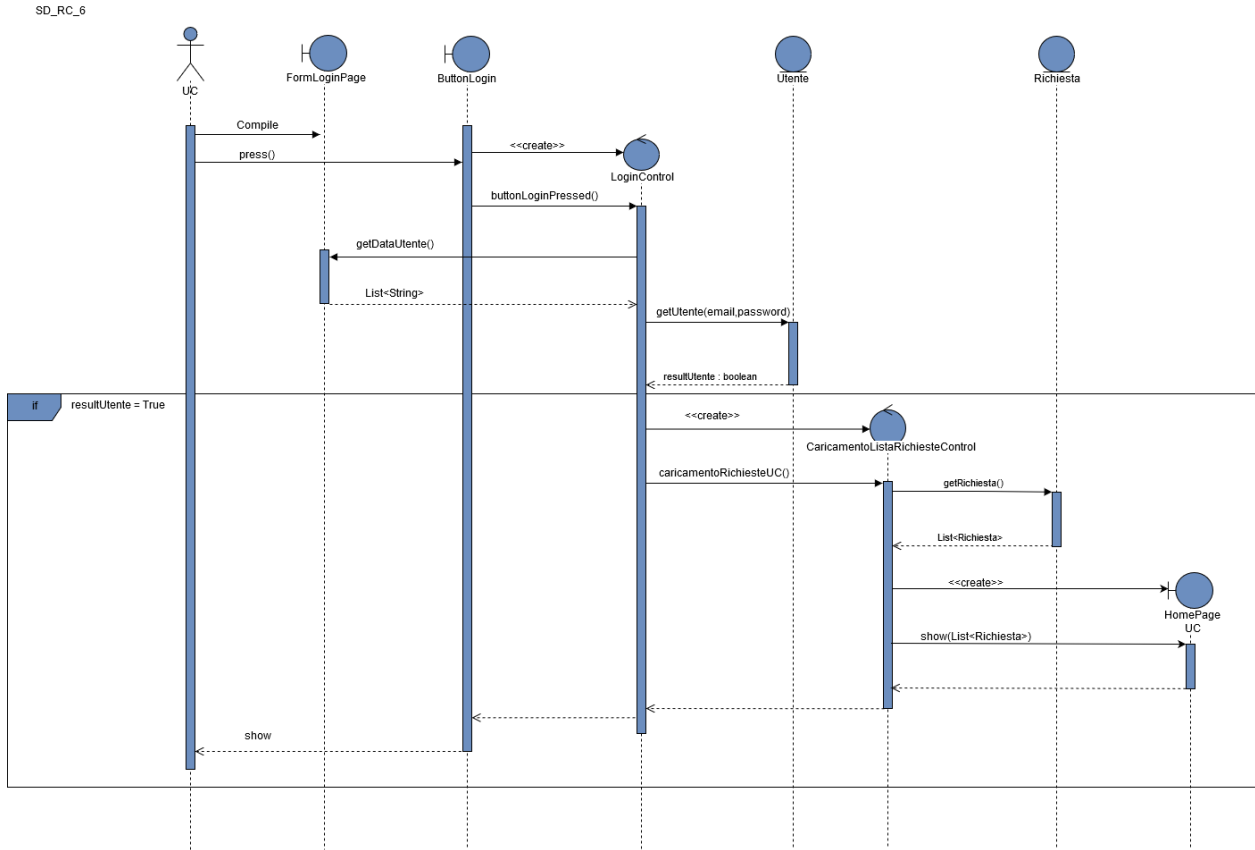 SD_RC_6
UC
FormLoginPage
ButtonLogin
Utente
Richiesta
Compile
press()
<<create>>
LoginControl
buttonLoginPressed()
getDataUtente()
List<String>
getUtente(email,password)
resultUtente : boolean
if
resultUtente = True
<<create>>
CaricamentoListaRichiesteControl
caricamentoRichiesteUC()
getRichiesta()
List<Richiesta>
<<create>>
HomePage
UC
show(List<Richiesta>)
show